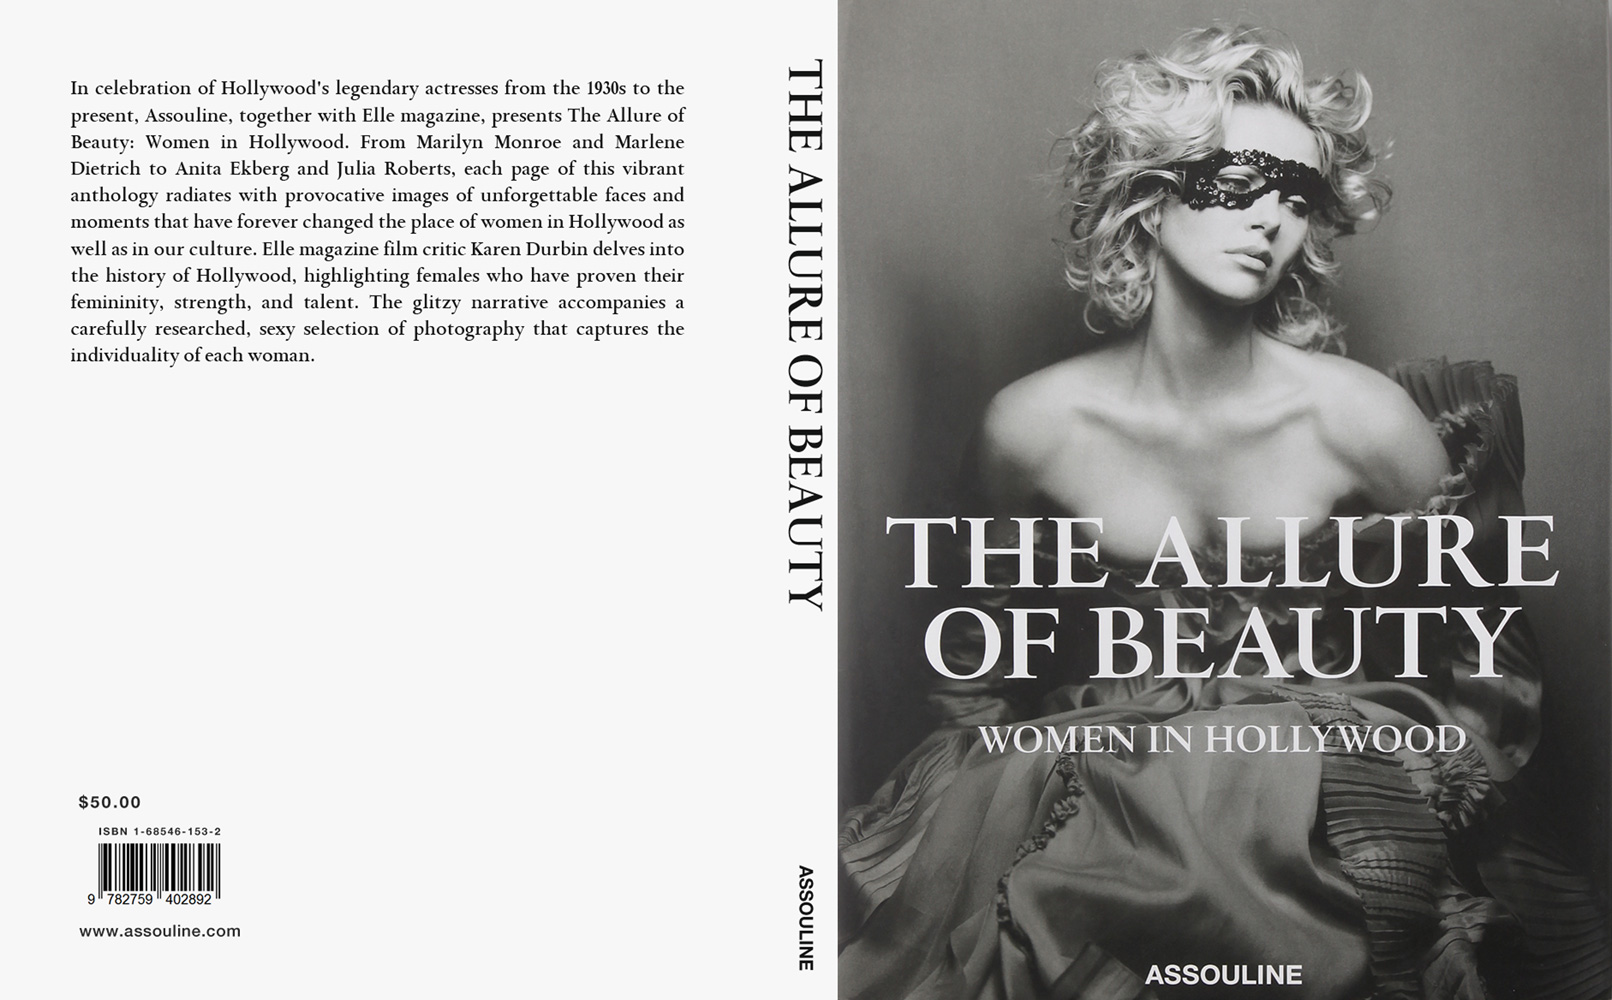 In celebration of Hollywood's legendary actresses from the 1930s to the
present, Assouline, together with Elle magazine, presents The Allure of
Beauty: Women in Hollywood. From Marilyn Monroe and Marlene
Dietrich to Anita Ekberg and Julia Roberts, each page of this vibrant
anthology radiates with provocative images of unforgettable faces and
moments that have forever changed the place of women in Hollywood as
well as in our culture. Elle magazine film critic Karen Durbin delves into
the history of Hollywood, highlighting females who have proven their
femininity, strength, and talent. The glitzy narrative accompanies a
carefully researched, sexy selection of photography that captures the
individuality of each woman.
$50.00
ISBN 1-68546-153-2
9 782759 402892
www.assouline.com
THE ALLURE OF BEAUTY
ASSOULINE
THE ALLURE
OF BEAUTY
WOMEN IN HOLLYWOOD
ASSOULINE